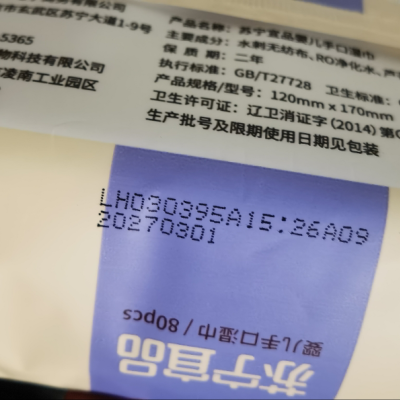 市玄武区苏宁大道1-9号
产品名称：苏宁宜品婴儿手口湿巾
5365
主要成分：水刺无纺布、RO净化水、
物科技有限公司
保 质 期：二年
凌南工业园区
执行标准：GB/T27728 卫生标准：
产品规格/型号：120mm x 170mm
卫生许可证：辽卫消证字 (2014) 第
生产批号及限期使用日期见包装
LH030395A15:26A09
20270301
苏宁宜品
婴儿手口湿巾 / 80pcs